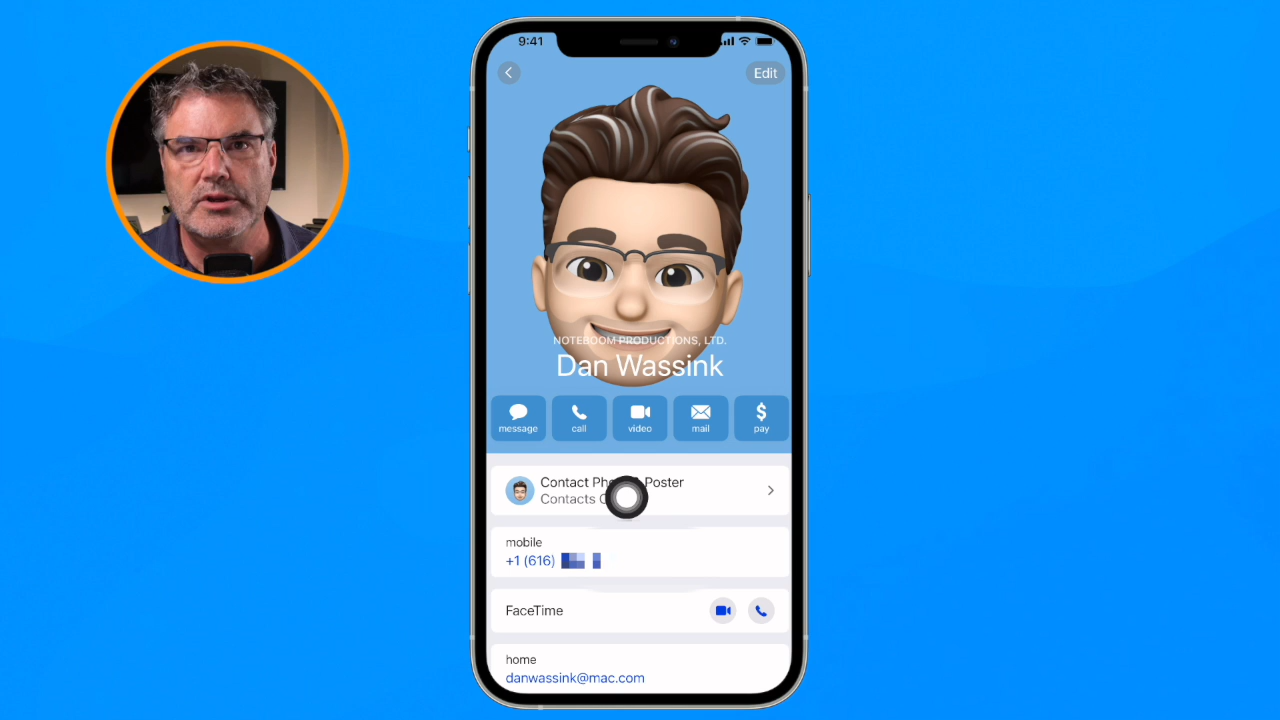 9:41
Edit
NOTEBOOM PRODUCTIONS, LTD.
Dan Wassink
message call video mail pay
Contact Poster
Contacts
mobile
+1 (616)
FaceTime
home
danwassink@mac.com